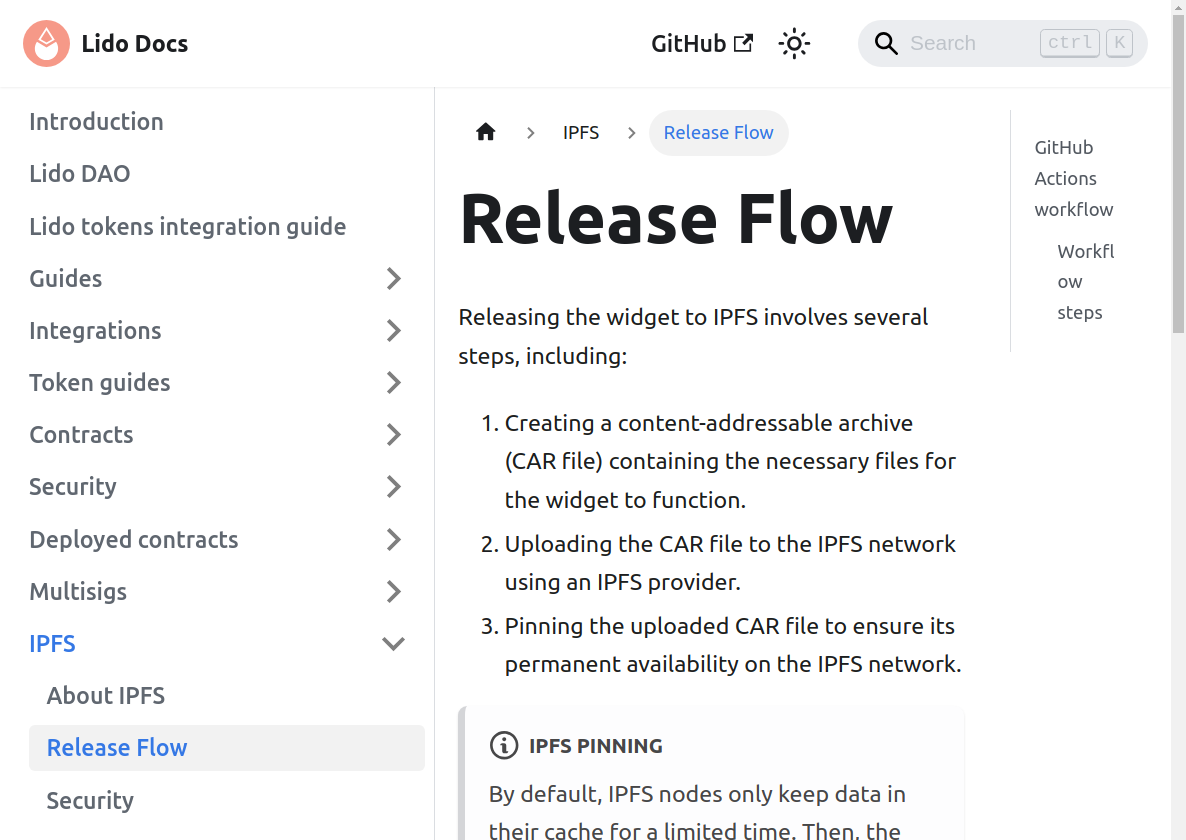 Lido Docs
GitHub
Search
ctrl K
Introduction
Lido DAO
Lido tokens integration guide
Guides
Integrations
Token guides
Contracts
Security
Deployed contracts
Multisigs
IPFS
About IPFS
Release Flow
Security
IPFS
Release Flow
Release Flow
Releasing the widget to IPFS involves several
steps, including:
1. Creating a content-addressable archive
(CAR file) containing the necessary files for
the widget to function.
2. Uploading the CAR file to the IPFS network
using an IPFS provider.
3. Pinning the uploaded CAR file to ensure its
permanent availability on the IPFS network.
IPFS PINNING
By default, IPFS nodes only keep data in
their cache for a limited time. Then, the
GitHub
Actions
workflow
Workfl
ow
steps